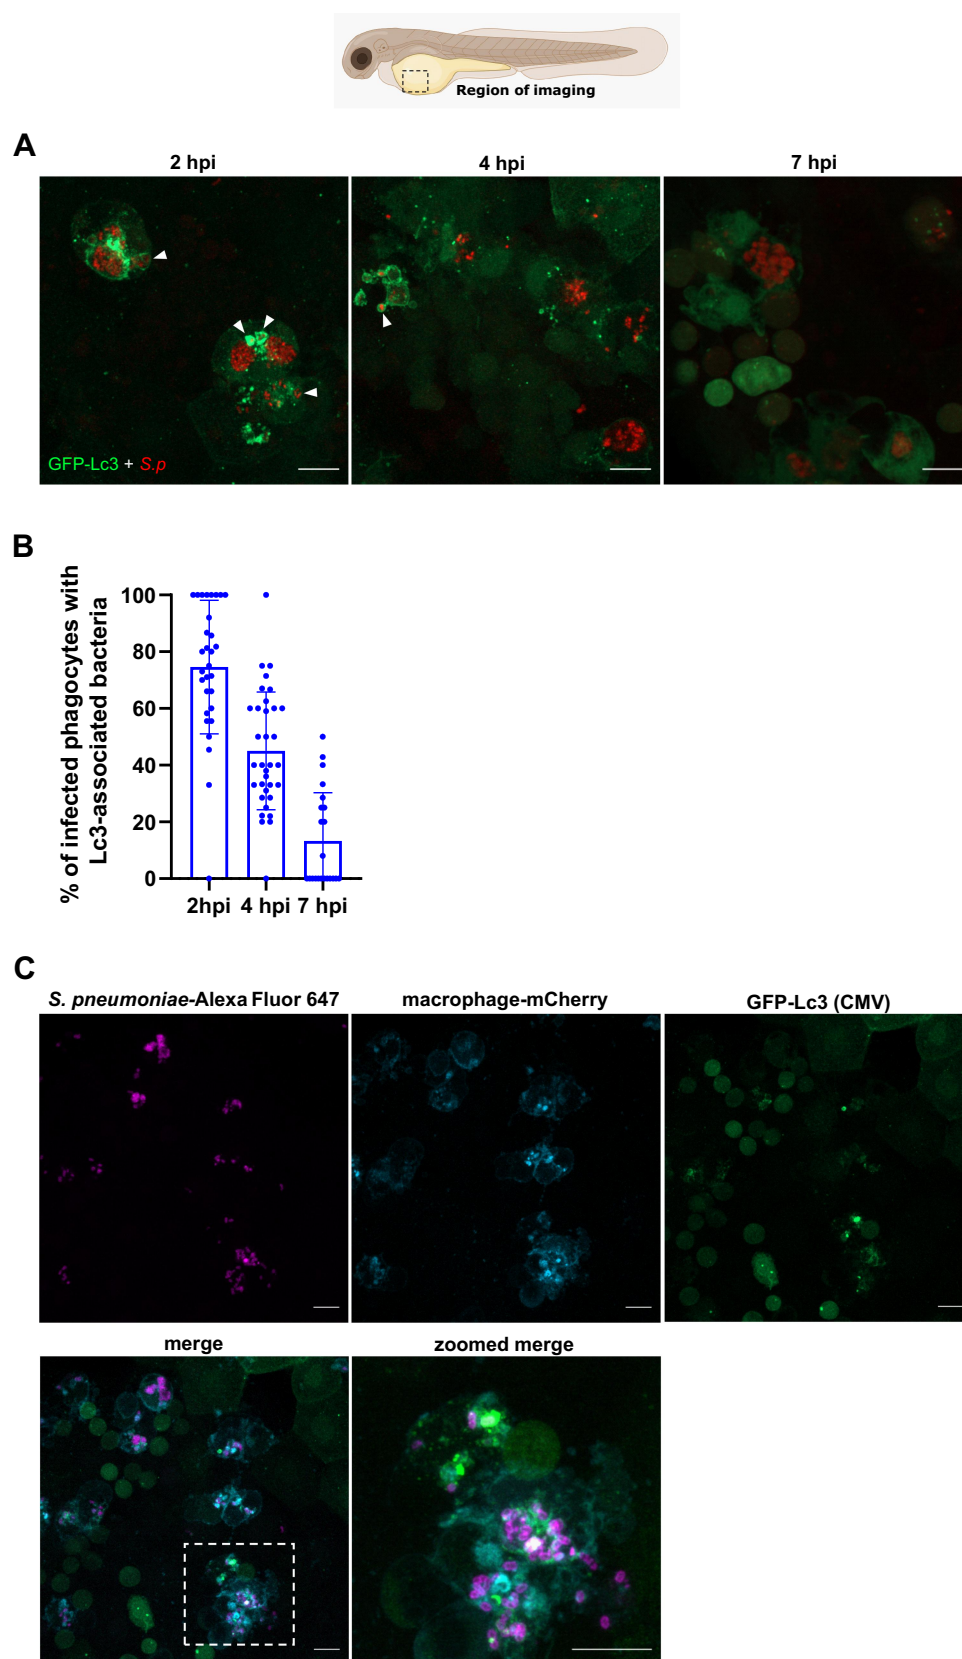 Region of imaging
A
2 hpi
4 hpi
7 hpi
GFP-Lc3 + S.p
B
% of infected phagocytes with
Lc3-associated bacteria
100
80
60
40
20
0
2hpi 4 hpi 7 hpi
C
S. pneumoniae-Alexa Fluor 647
macrophage-mCherry
GFP-Lc3 (CMV)
merge
zoomed merge